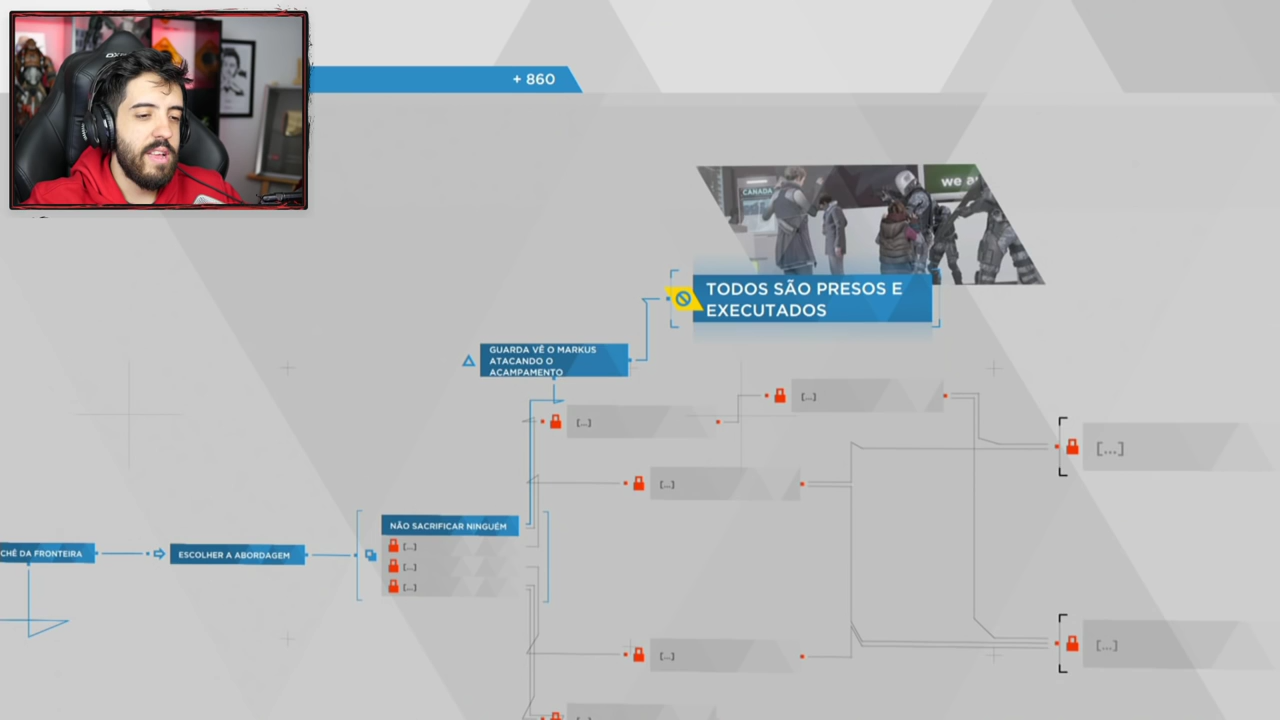 + 860
CANADA
we a
TODOS SÃO PRESOS E
EXECUTADOS
GUARDA VÊ O MARKUS
ATACANDO O
ACAMPAMENTO
[...]
[...]
[...]
[...]
NÃO SACRIFICAR NINGUÉM
[...]
[...]
[...]
CHÊ DA FRONTEIRA
ESCOLHER A ABORDAGEM
[...]
[...]